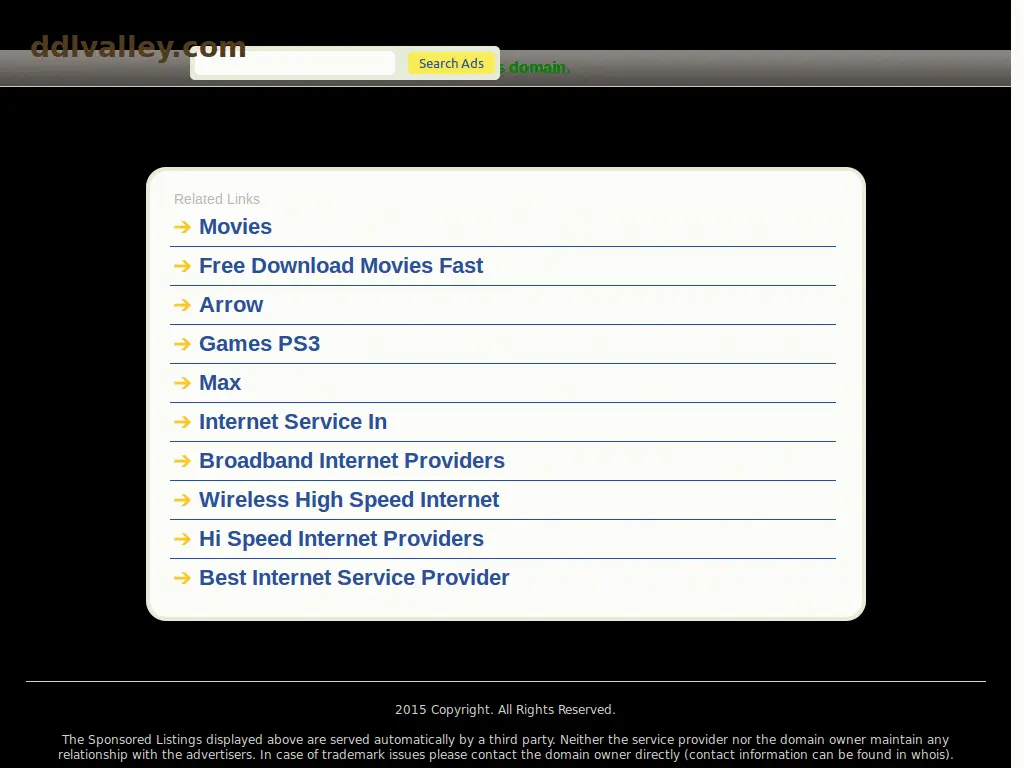 ddlvalley.com
Search Ads
s domain.
Related Links
Movies
Free Download Movies Fast
Arrow
Games PS3
Max
Internet Service In
Broadband Internet Providers
Wireless High Speed Internet
Hi Speed Internet Providers
Best Internet Service Provider
2015 Copyright. All Rights Reserved.
The Sponsored Listings displayed above are served automatically by a third party. Neither the service provider nor the domain owner maintain any
relationship with the advertisers. In case of trademark issues please contact the domain owner directly (contact information can be found in whois).